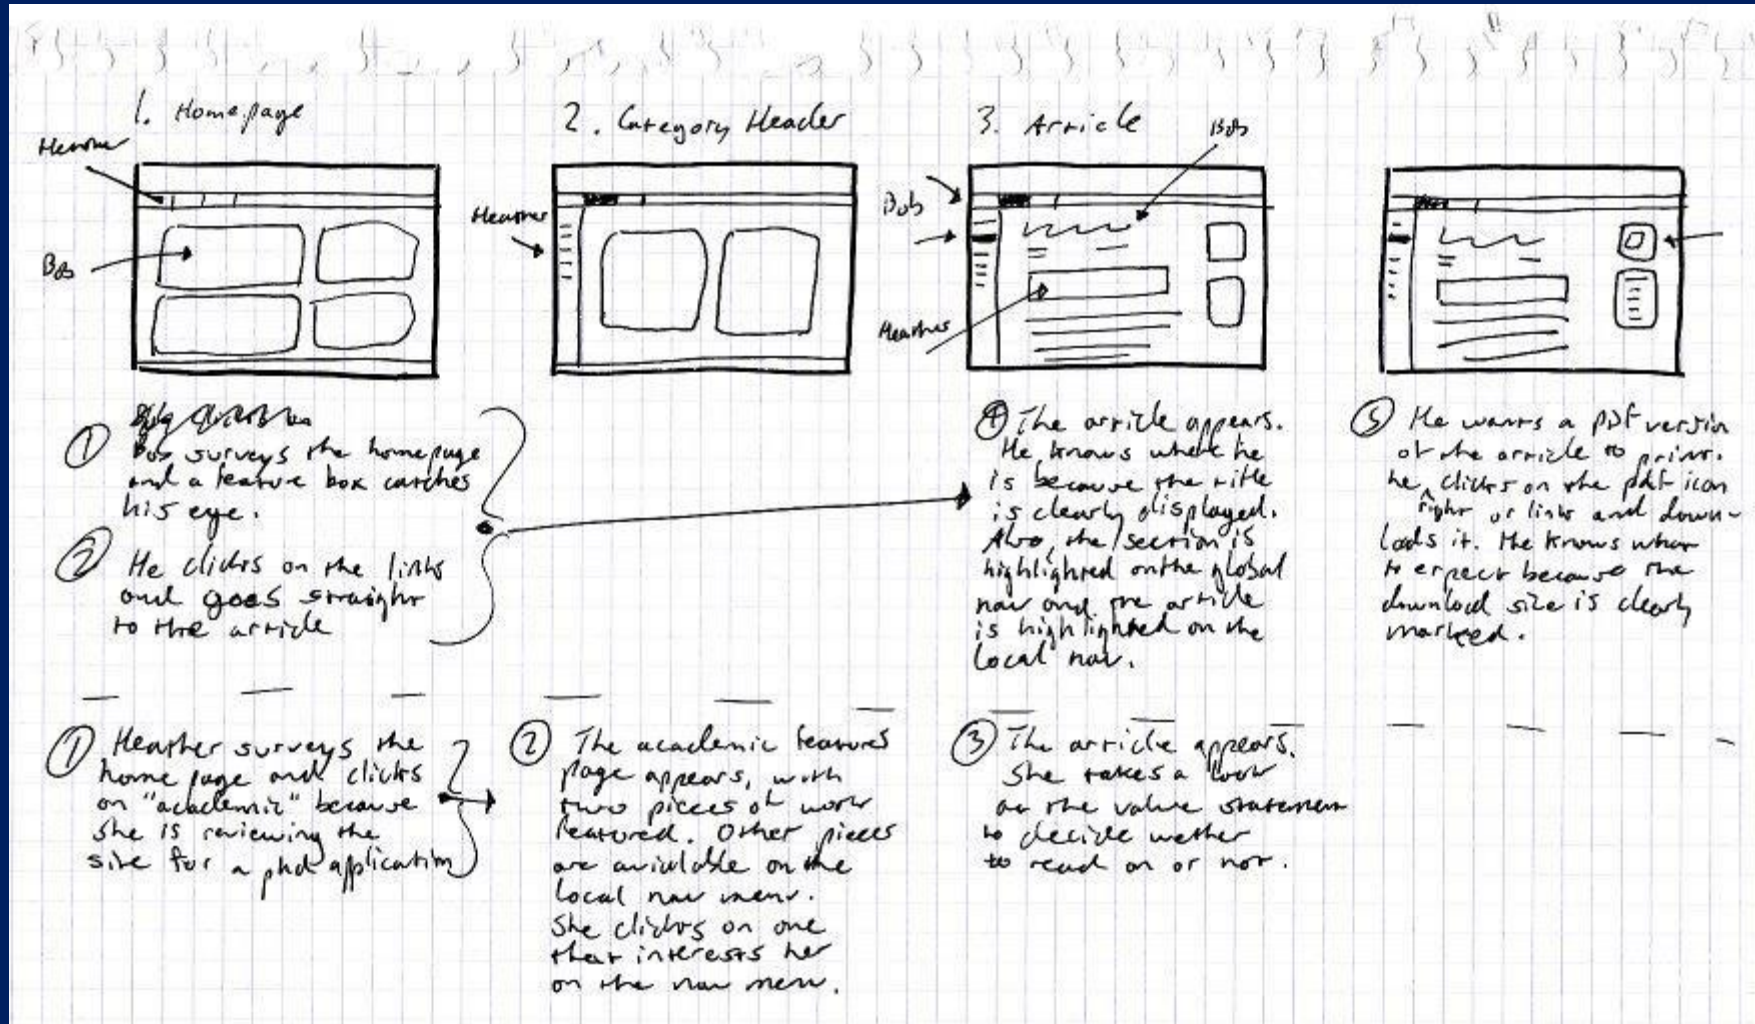 1. Homepage
2. Category Header
3. Article
Heather
Bob
Heather
Bob
Bob
Heather
① Bob surveys the homepage
and a feature box catches
his eye.
② He clicks on the links
and goes straight
to the article
④ The article appears.
He knows where he
is because the title
is clearly displayed.
Also, the section is
highlighted on the global
nav and the article
is highlighted on the
local nav.
⑤ He wants a pdf version
of the article to print.
he clicks on the pdf icon
right or link and down-
loads it. He knows what
to expect because the
download size is clearly
marked.
① Heather surveys the
home page and clicks
on "academic" because
she is reviewing the
site for a phd application
② The academic features
page appears, with
two pieces of work
featured. Other pieces
are avialable on the
local nav menu.
She clicks on one
that interests her
on the nav menu.
③ The article appears.
She takes a look
at the value statement
to decide wether
to read on or not.